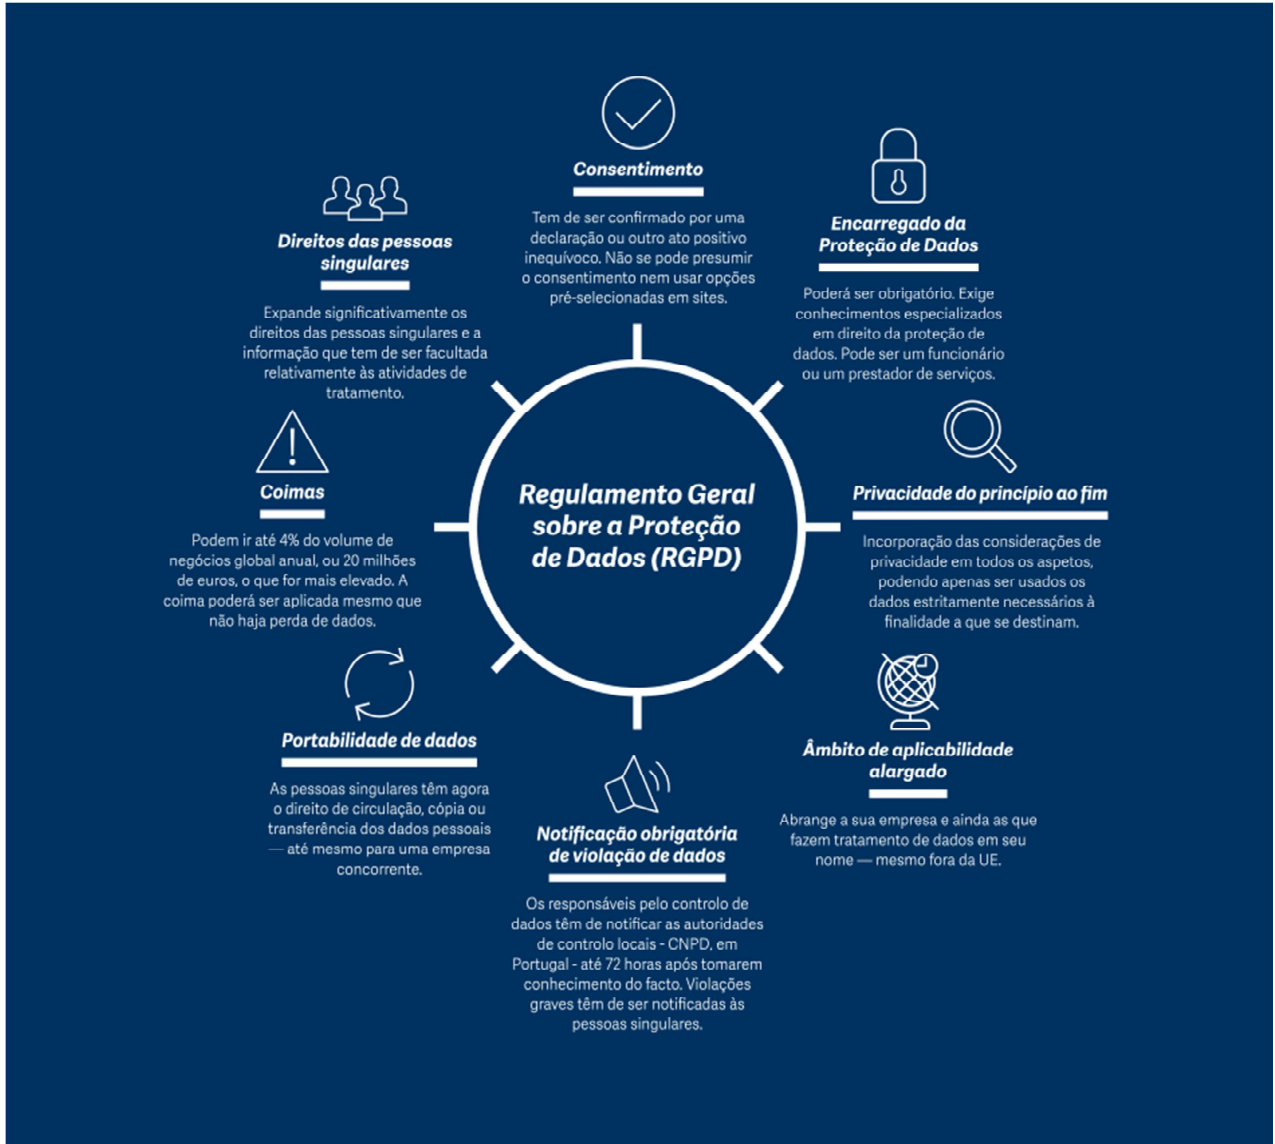 Consentimento
Tem de ser confirmado por uma
declaração ou outro ato positivo
inequívoco. Não se pode presumir
o consentimento nem usar opções
pré-selecionadas em sites.
Encarregado da
Proteção de Dados
Poderá ser obrigatório. Exige
conhecimentos especializados
em direito da proteção de
dados. Pode ser um funcionário
ou um prestador de serviços.
Privacidade do princípio ao fim
Incorporação das considerações de
privacidade em todos os aspetos,
podendo apenas ser usados os
dados estritamente necessários à
finalidade a que se destinam.
Âmbito de aplicabilidade
alargado
Abrange a sua empresa e ainda as que
fazem tratamento de dados em seu
nome — mesmo fora da UE.
Notificação obrigatória
de violação de dados
Os responsáveis pelo controlo de
dados têm de notificar as autoridades
de controlo locais - CNPD, em
Portugal - até 72 horas após tomarem
conhecimento do facto. Violações
graves têm de ser notificadas às
pessoas singulares.
Portabilidade de dados
As pessoas singulares têm agora
o direito de circulação, cópia ou
transferência dos dados pessoais
— até mesmo para uma empresa
concorrente.
Coimas
Podem ir até 4% do volume de
negócios global anual, ou 20 milhões
de euros, o que for mais elevado. A
coima poderá ser aplicada mesmo que
não haja perda de dados.
Direitos das pessoas
singulares
Expande significativamente os
direitos das pessoas singulares e a
informação que tem de ser facultada
relativamente às atividades de
tratamento.
Regulamento Geral
sobre a Proteção
de Dados (RGPD)